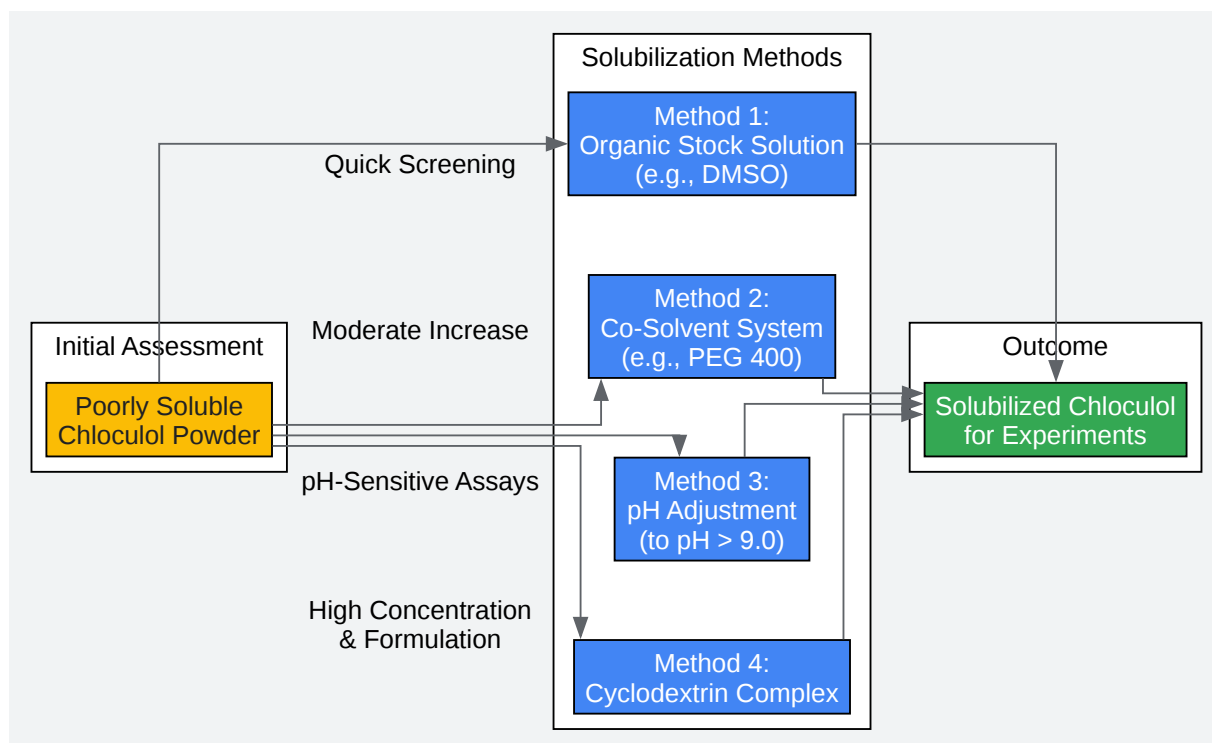 Solubilization Methods
Method 1:
Organic Stock Solution
(e.g., DMSO)
Quick Screening
Method 2:
Co-Solvent System
(e.g., PEG 400)
Moderate Increase
Initial Assessment
Poorly Soluble
Chloculol Powder
Outcome
Solubilized Chloculol
for Experiments
pH-Sensitive Assays
Method 3:
pH Adjustment
(to pH > 9.0)
High Concentration
& Formulation
Method 4:
Cyclodextrin Complex